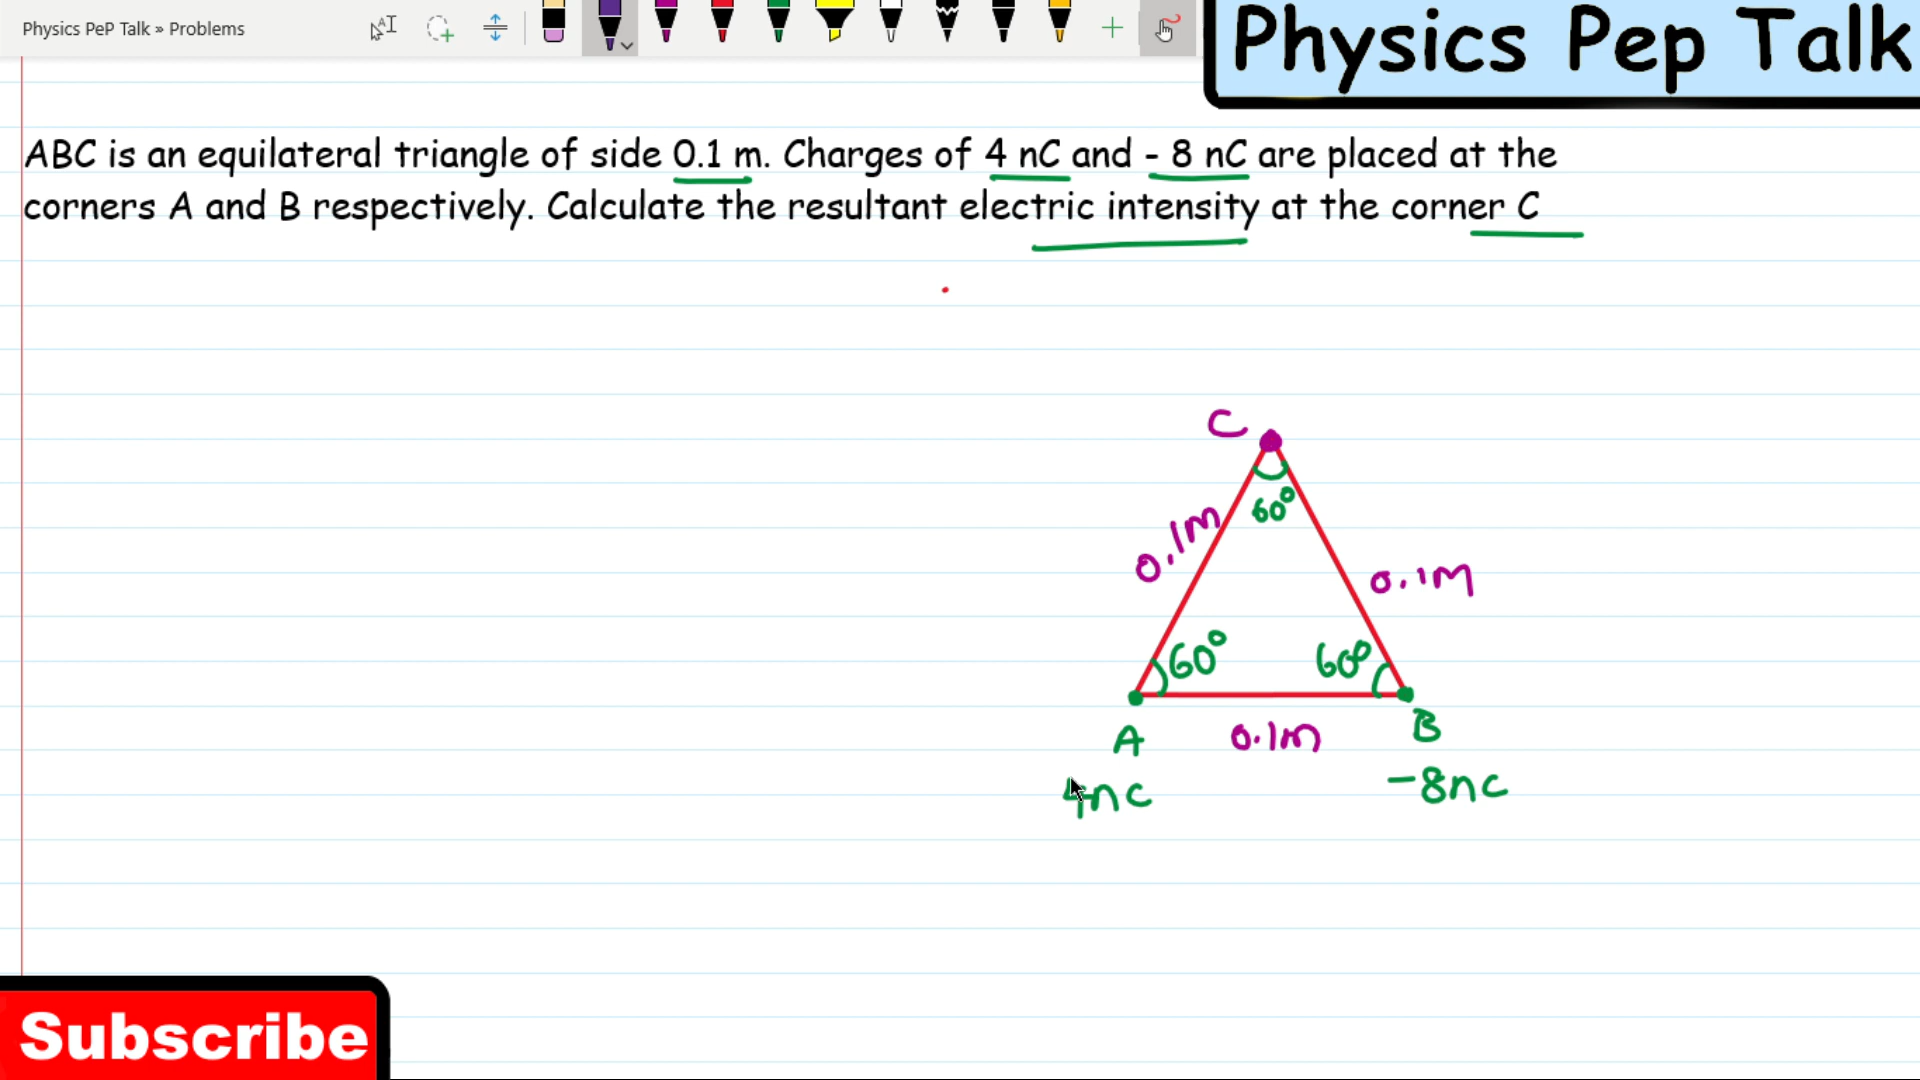 Physics PeP Talk » Problems
Physics Pep Talk
ABC is an equilateral triangle of side 0.1 m. Charges of 4 nC and - 8 nC are placed at the
corners A and B respectively. Calculate the resultant electric intensity at the corner C
C
60°
0.1m
0.1m
60°
60°
A
0.1m
B
4nc
-8nc
Subscribe